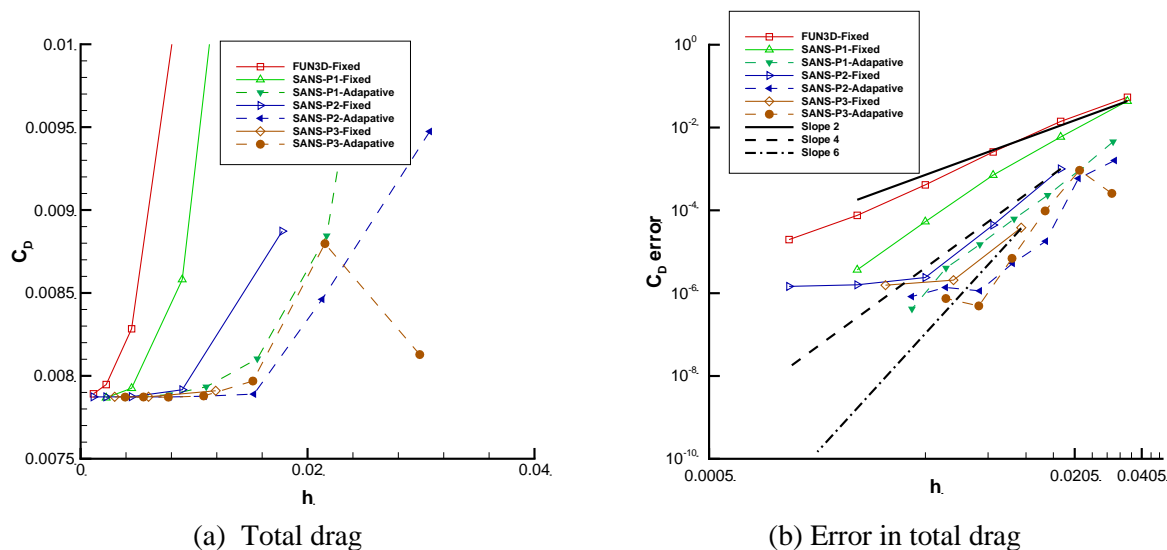 0.01.
0.0095.
0.009.
0.0085.
0.008.
0.0075.
C_D
0.
0.02.
0.04.
h.
FUN3D-Fixed
SANS-P1-Fixed
SANS-P1-Adapative
SANS-P2-Fixed
SANS-P2-Adapative
SANS-P3-Fixed
SANS-P3-Adapative
(a) Total drag
FUN3D-Fixed
SANS-P1-Fixed
SANS-P1-Adapative
SANS-P2-Fixed
SANS-P2-Adapative
SANS-P3-Fixed
SANS-P3-Adapative
Slope 2
Slope 4
Slope 6
10^0.
10^-2.
10^-4.
10^-6.
10^-8.
10^-10.
C_D error
0.0005.
0.0205.
0.0405.
h.
(b) Error in total drag